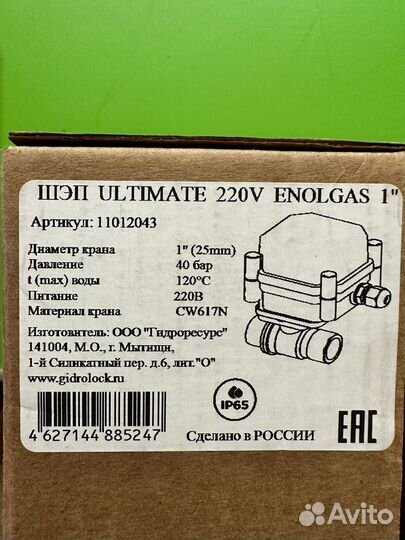 ШЭП ULTIMATE 220V ENOLGAS 1"
Артикул: 11012043
Диаметр крана 1" (25mm)
Давление 40 бар
t (max) воды 120°C
Питание 220В
Материал крана CW617N
Изготовитель: ООО "Гидроресурс"
141004, М.О., г. Мытищи,
1-й Силикатный пер. д.6, лит."О"
www.gidrolock.ru
4 627144 885247
IP65
Сделано в РОССИИ
EAC
Avito